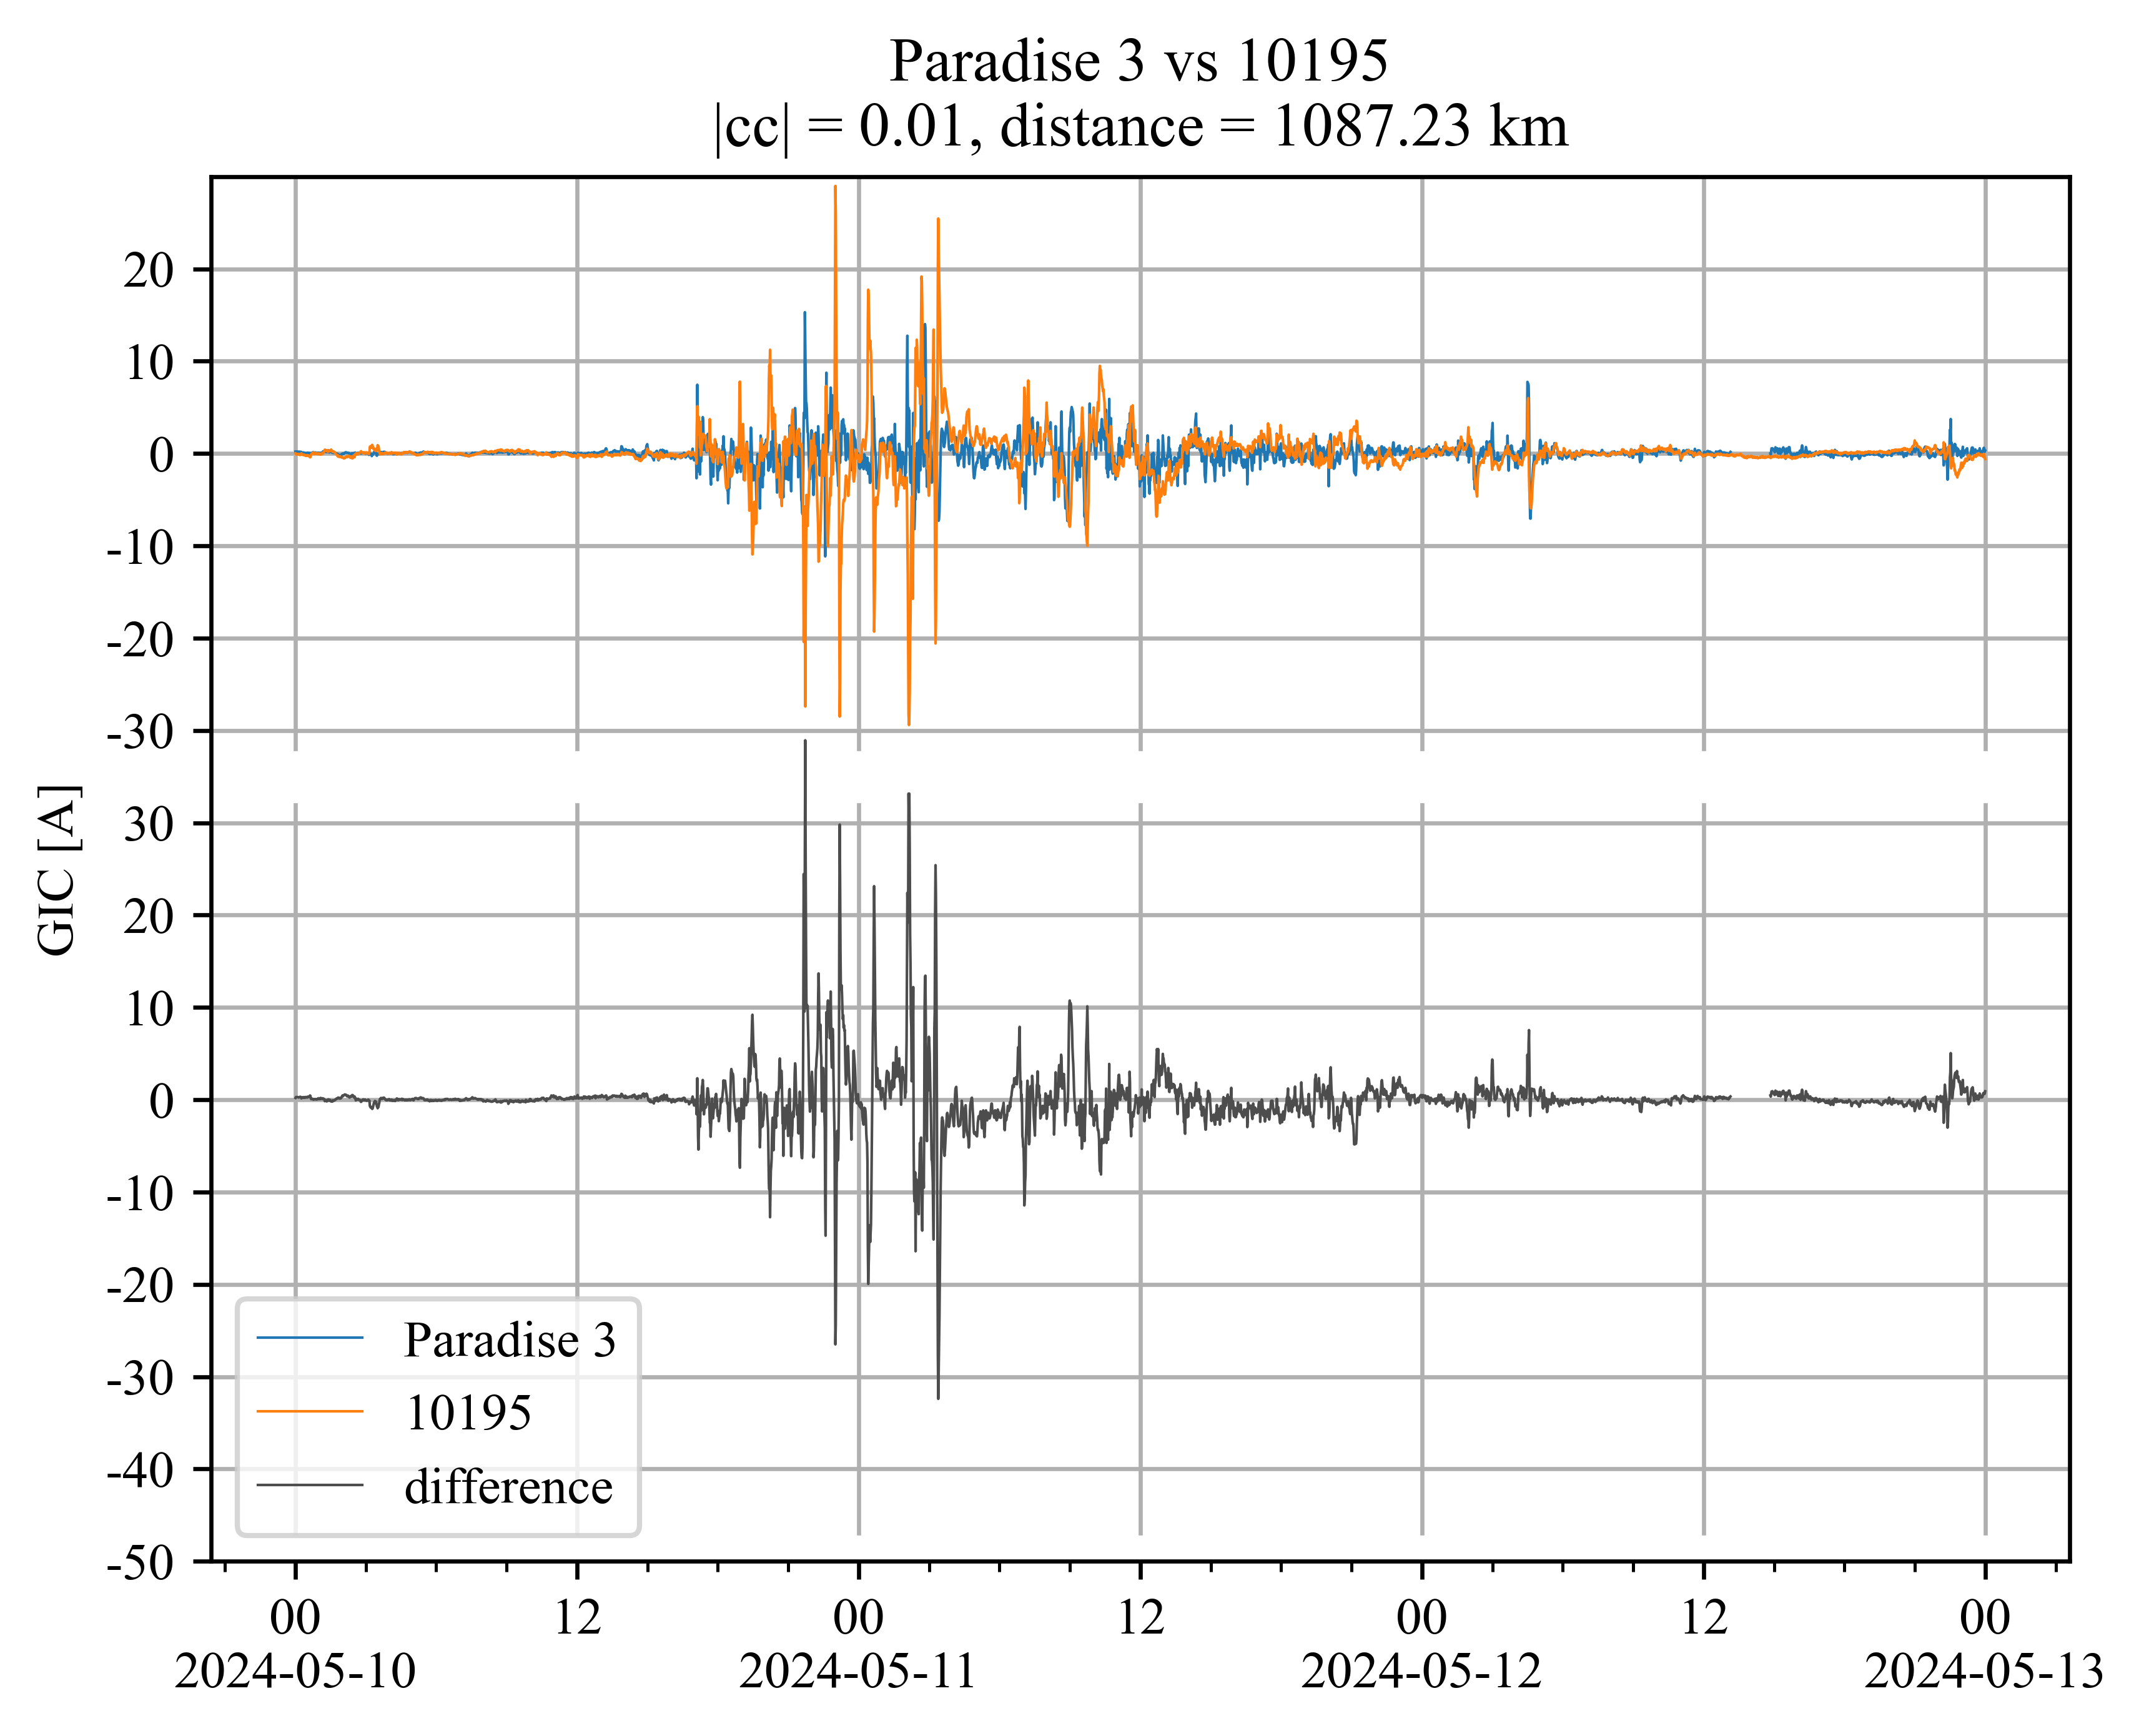 Paradise 3 vs 10195
|cc| = 0.01, distance = 1087.23 km
GIC [A]
20
10
0
-10
-20
-30
30
20
10
0
-10
-20
-30
-40
-50
Paradise 3
10195
difference
00 12 00 12 00 12 00
2024-05-10 2024-05-11 2024-05-12 2024-05-13